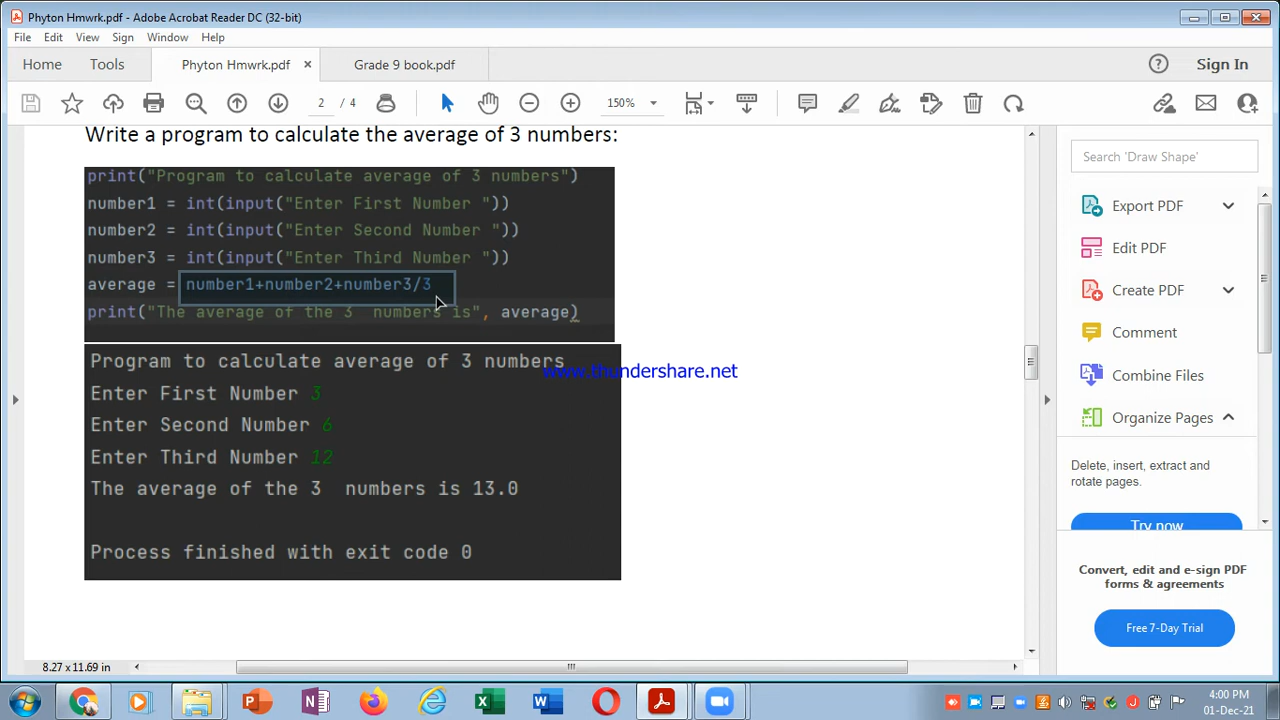 Phyton Hmwrk.pdf - Adobe Acrobat Reader DC (32-bit)
File Edit View Sign Window Help
Home Tools Phyton Hmwrk.pdf × Grade 9 book.pdf Sign In
2 / 4 150%
Write a program to calculate the average of 3 numbers:
print("Program to calculate average of 3 numbers")
number1 = int(input("Enter First Number "))
number2 = int(input("Enter Second Number "))
number3 = int(input("Enter Third Number "))
average = number1+number2+number3/3
print("The average of the 3  numbers is", average)
Program to calculate average of 3 numbers
www.thundershare.net
Enter First Number 3
Enter Second Number 6
Enter Third Number 12
The average of the 3  numbers is 13.0
Process finished with exit code 0
Search 'Draw Shape'
Export PDF
Edit PDF
Create PDF
Comment
Combine Files
Organize Pages
Delete, insert, extract and
rotate pages.
Try now
Convert, edit and e-sign PDF
forms & agreements
Free 7-Day Trial
8.27 x 11.69 in
4:00 PM
01-Dec-21